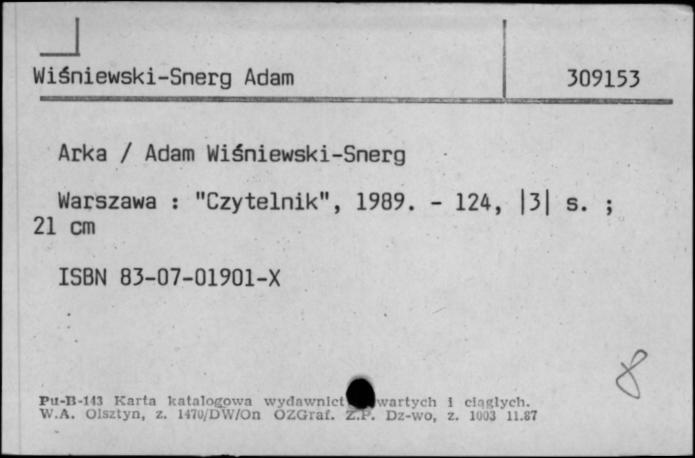 Wiśniewski-Snerg Adam 309153
Arka / Adam Wiśniewski-Snerg
Warszawa : "Czytelnik", 1989. - 124, |3| s. ;
21 cm
ISBN 83-07-01901-X
8
Pu-B-143 Karta katalogowa wydawnict wartych i ciągłych.
W.A. Olsztyn, z. 1470/DW/On OZGraf. Z.P. Dz-wo, z. 1003 11.87